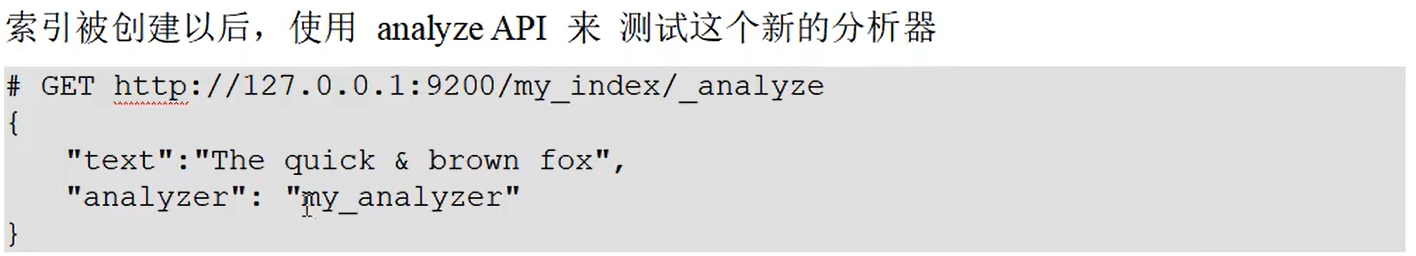 索引被创建以后，使用 analyze API 来 测试这个新的分析器
# GET http://127.0.0.1:9200/my_index/_analyze
{
"text":"The quick & brown fox",
"analyzer": "my_analyzer"
}